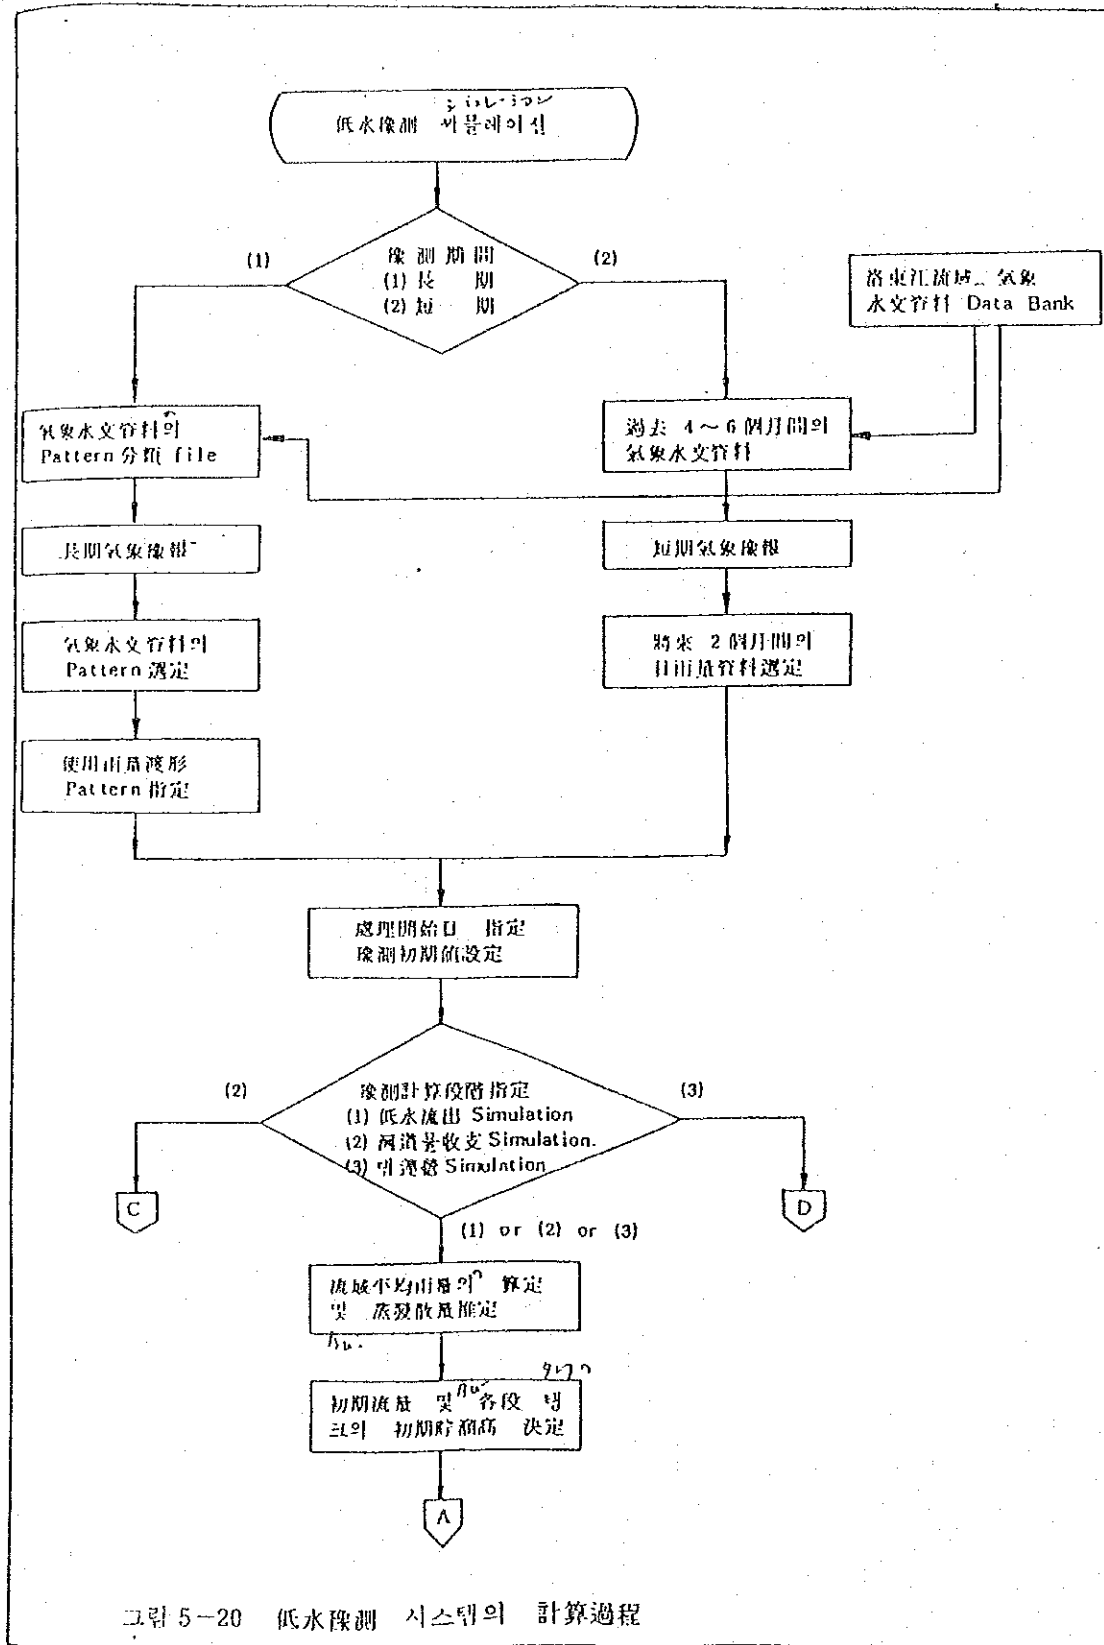 低水豫測 씨뮬레이션
(1)
豫測期間
(1) 長 期
(2) 短 期
(2)
洛東江流域 氣象
水文資料 Data Bank
氣象水文資料의
Pattern 分類 file
過去 4～6個月間의
氣象水文資料
長期氣象豫報
短期氣象豫報
氣象水文資料의
Pattern 選定
將來 2個月間의
日雨量資料選定
使用雨量波形
Pattern 指定
處理開始日 指定
豫測初期値設定
(2)
豫測計算段階指定
(1) 低水流出 Simulation
(2) 河道水收支 Simulation.
(3) 댐運營 Simulation
(3)
C
D
(1) or (2) or (3)
流域平均雨量의 算定
및 蒸發散量推定
初期流量 및 各段 탱
크의 初期貯溜高 決定
A
그림 5-20 低水豫測 시스템의 計算過程